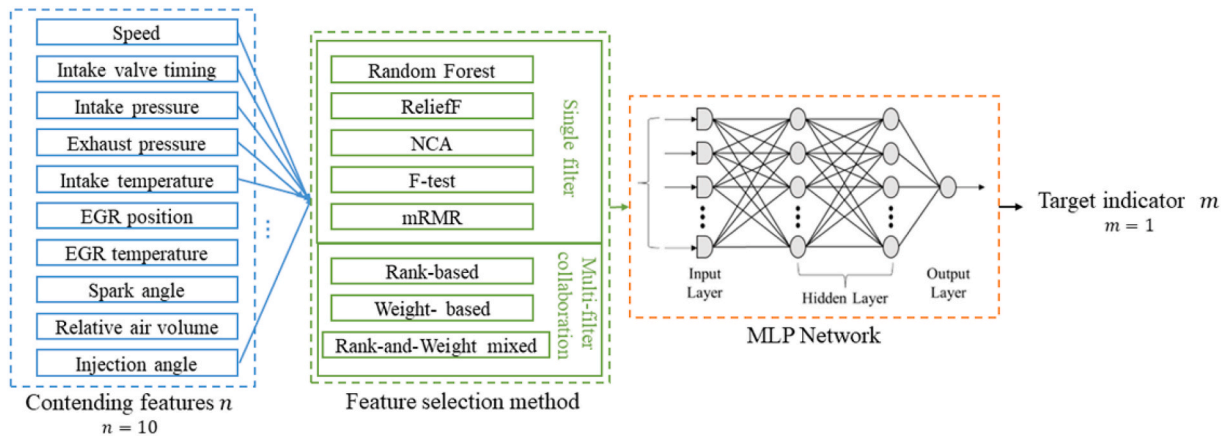 Speed
Intake valve timing
Intake pressure
Exhaust pressure
Intake temperature
EGR position
EGR temperature
Spark angle
Relative air volume
Injection angle
Contending features n
n = 10
Random Forest
ReliefF
NCA
F-test
mRMR
Single filter
Rank-based
Weight- based
Rank-and-Weight mixed
Multi-filter
collaboration
Feature selection method
Input
Layer
Hidden Layer
Output
Layer
MLP Network
Target indicator m
m = 1